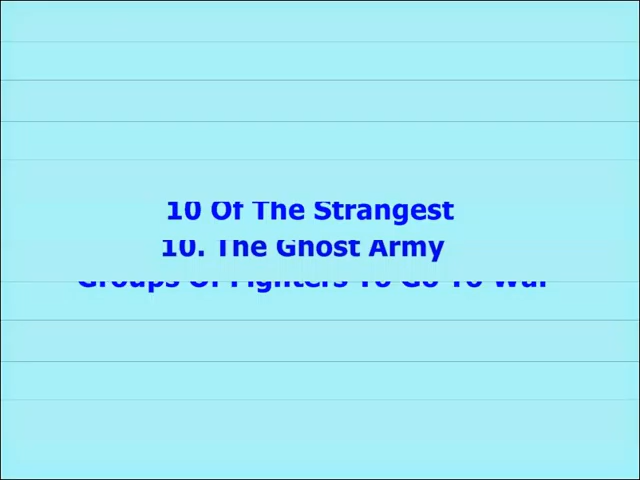 10 Of The Strangest
10. The Ghost Army
Groups Of Fighters To Go To War